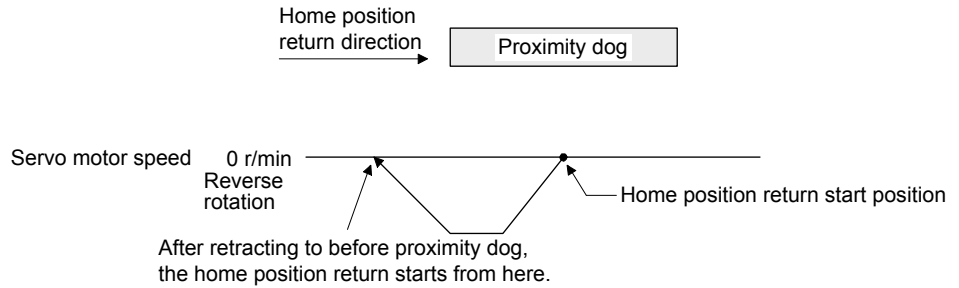 Home position
return direction
Proximity dog
Servo motor speed 0 r/min
Reverse
rotation
Home position return start position
After retracting to before proximity dog,
the home position return starts from here.